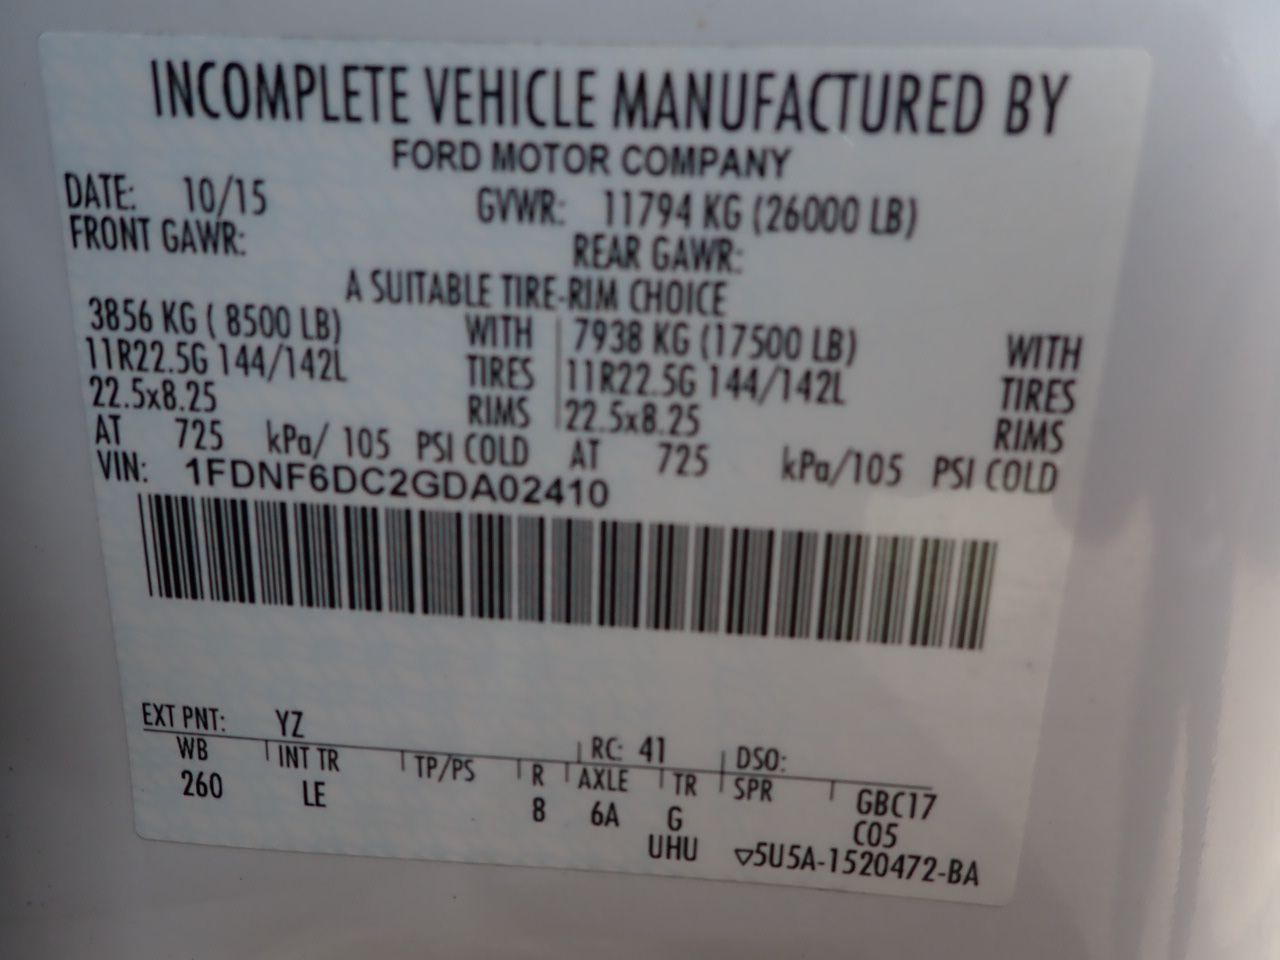 INCOMPLETE VEHICLE MANUFACTURED BY
FORD MOTOR COMPANY
DATE: 10/15 GVWR: 11794 KG (26000 LB)
FRONT GAWR: REAR GAWR:
A SUITABLE TIRE-RIM CHOICE
3856 KG ( 8500 LB) WITH 7938 KG (17500 LB) WITH
11R22.5G 144/142L TIRES 11R22.5G 144/142L TIRES
22.5x8.25 RIMS 22.5x8.25 RIMS
AT 725 kPa/ 105 PSI COLD AT 725 kPa/105 PSI COLD
VIN: 1FDNF6DC2GDA02410
EXT PNT: YZ RC: 41 DSO:
WB INT TR TP/PS R AXLE TR SPR GBC17
260 LE 8 6A G C05
UHU ▽5U5A-1520472-BA